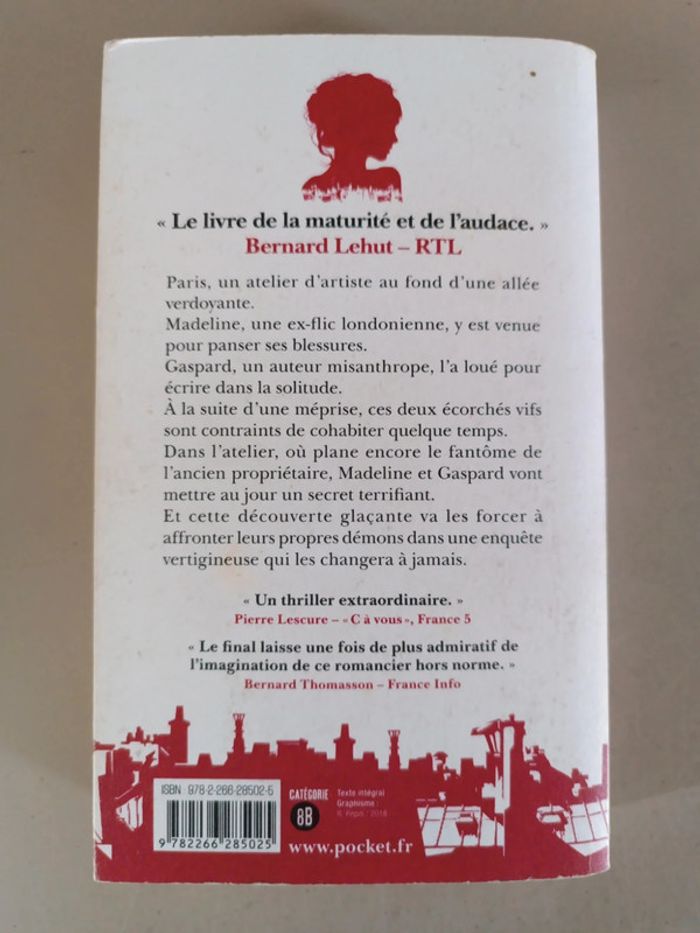 « Le livre de la maturité et de l'audace. »
Bernard Lehut – RTL
Paris, un atelier d'artiste au fond d'une allée
verdoyante.
Madeline, une ex-flic londonienne, y est venue
pour panser ses blessures.
Gaspard, un auteur misanthrope, l'a loué pour
écrire dans la solitude.
À la suite d'une méprise, ces deux écorchés vifs
sont contraints de cohabiter quelque temps.
Dans l'atelier, où plane encore le fantôme de
l'ancien propriétaire, Madeline et Gaspard vont
mettre au jour un secret terrifiant.
Et cette découverte glaçante va les forcer à
affronter leurs propres démons dans une enquête
vertigineuse qui les changera à jamais.
« Un thriller extraordinaire. »
Pierre Lescure – « C à vous », France 5
« Le final laisse une fois de plus admiratif de
l'imagination de ce romancier hors norme. »
Bernard Thomasson – France Info
ISBN 978-2-266-28502-5
9 782266 285025
CATÉGORIE
8B
Texte intégral
Graphisme :
2018
www.pocket.fr